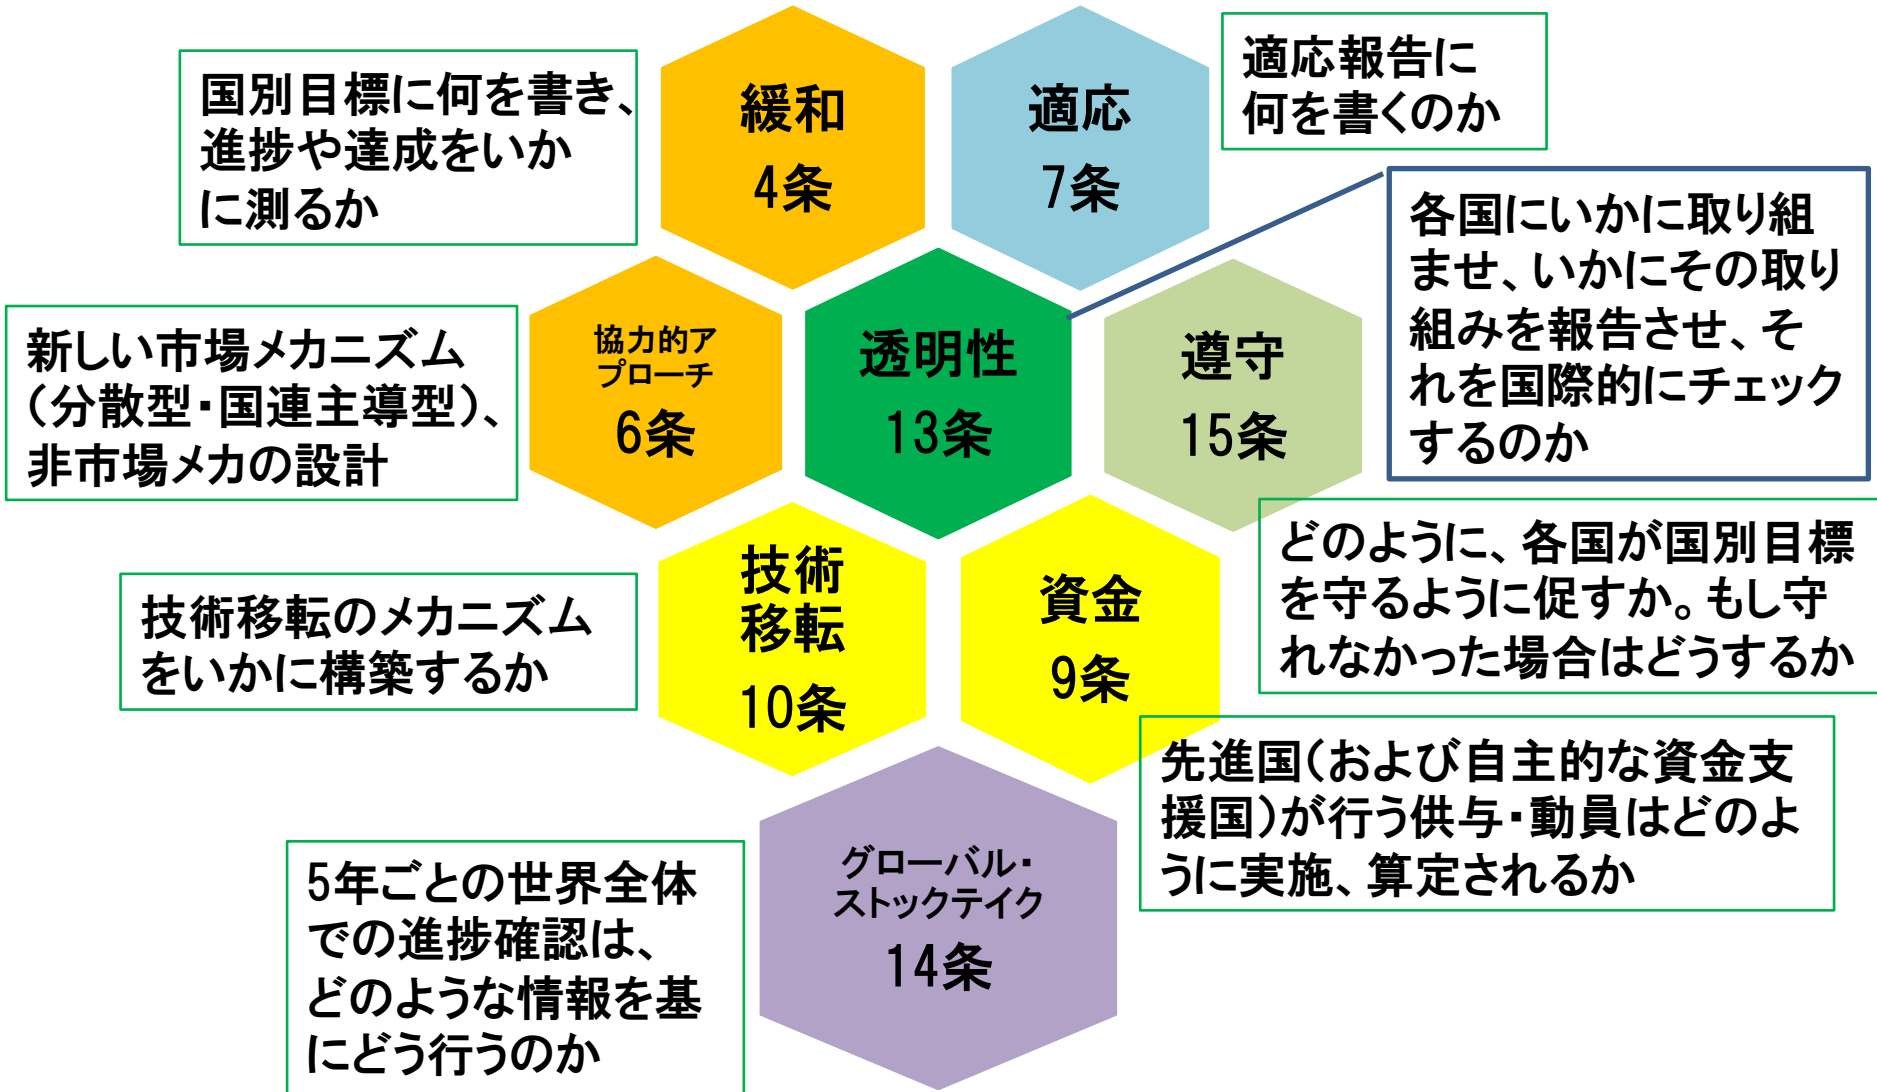 国別目標に何を書き、
進捗や達成をいか
に測るか
緩和
4条
適応
7条
適応報告に
何を書くのか
新しい市場メカニズム
（分散型・国連主導型）、
非市場メカの設計
協力的ア
プローチ
6条
透明性
13条
遵守
15条
各国にいかに取り組
ませ、いかにその取り
組みを報告させ、そ
れを国際的にチェック
するのか
技術移転のメカニズム
をいかに構築するか
技術
移転
10条
資金
9条
どのように、各国が国別目標
を守るように促すか。もし守
れなかった場合はどうするか
先進国（および自主的な資金支
援国）が行う供与・動員はどのよ
うに実施、算定されるか
5年ごとの世界全体
での進捗確認は、
どのような情報を基
にどう行うのか
グローバル・
ストックテイク
14条